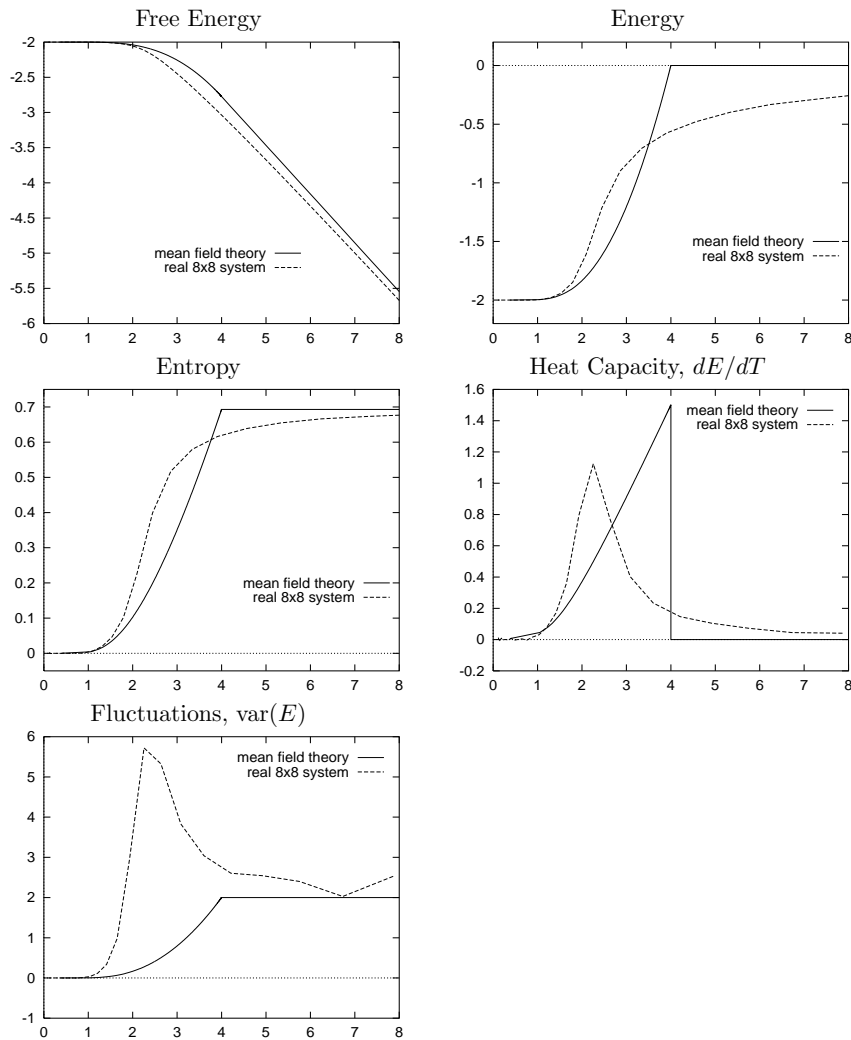 Free Energy
-2
-2.5
-3
-3.5
-4
-4.5
-5
-5.5
-6
0 1 2 3 4 5 6 7 8
mean field theory
real 8x8 system
Energy
0
-0.5
-1
-1.5
-2
0 1 2 3 4 5 6 7 8
mean field theory
real 8x8 system
Entropy
0.7
0.6
0.5
0.4
0.3
0.2
0.1
0
0 1 2 3 4 5 6 7 8
mean field theory
real 8x8 system
Heat Capacity, dE/dT
1.6
1.4
1.2
1
0.8
0.6
0.4
0.2
0
-0.2
0 1 2 3 4 5 6 7 8
mean field theory
real 8x8 system
Fluctuations, var(E)
6
5
4
3
2
1
0
-1
0 1 2 3 4 5 6 7 8
mean field theory
real 8x8 system